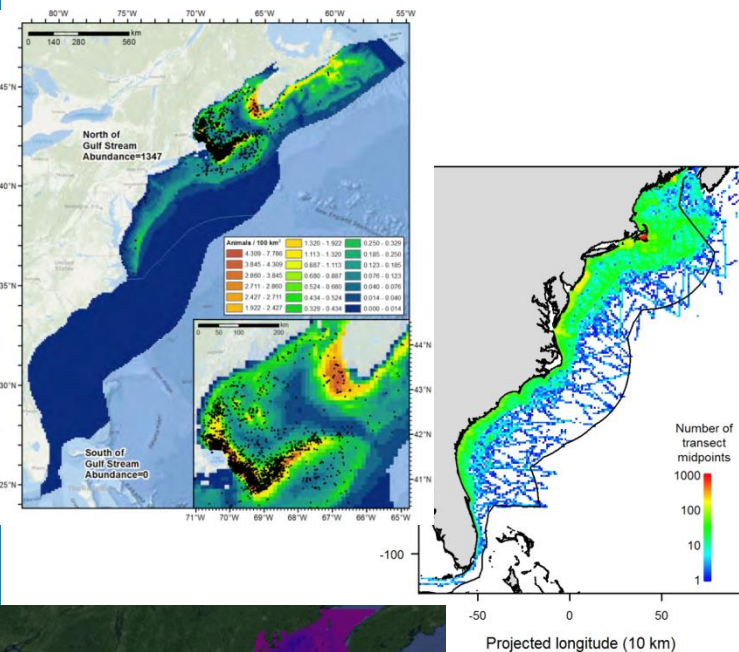 80°W 75°W 70°W 65°W 60°W 55°W
0 140 280 560 km
45°N
North of
Gulf Stream
Abundance=1347
40°N
35°N
Animals / 100 km²
4.309 - 7.786
3.845 - 4.309
2.860 - 3.845
2.711 - 2.860
2.427 - 2.711
1.922 - 2.427
1.320 - 1.922
1.113 - 1.320
0.887 - 1.113
0.680 - 0.887
0.524 - 0.680
0.434 - 0.524
0.329 - 0.434
0.250 - 0.329
0.185 - 0.250
0.123 - 0.185
0.076 - 0.123
0.040 - 0.076
0.014 - 0.040
0.000 - 0.014
0 50 100 200 km
30°N
South of
Gulf Stream
Abundance=0
25°N
44°N
43°N
42°N
41°N
71°W 70°W 69°W 68°W 67°W 66°W 65°W
Number of
transect
midpoints
1000
100
10
1
-100
-50 0 50
Projected longitude (10 km)